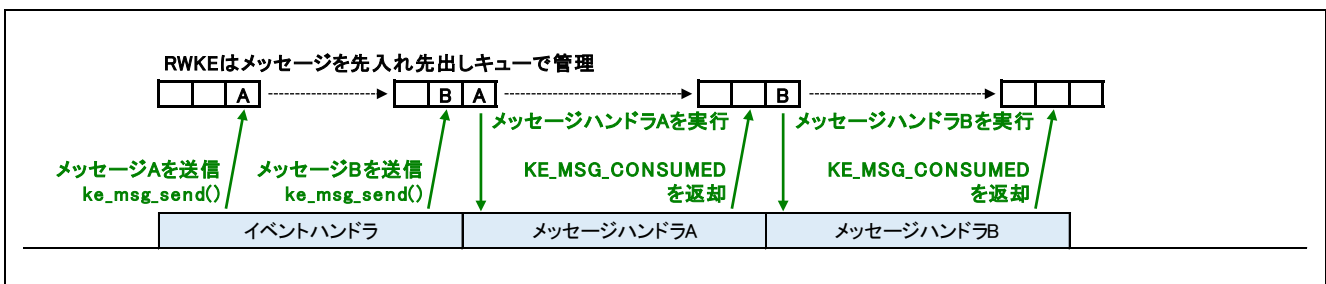 RWKEはメッセージを先入れ先出しキューで管理
A
B A
B
メッセージハンドラAを実行
メッセージハンドラBを実行
メッセージAを送信
ke_msg_send()
メッセージBを送信
ke_msg_send()
KE_MSG_CONSUMED
を返却
KE_MSG_CONSUMED
を返却
イベントハンドラ
メッセージハンドラA
メッセージハンドラB